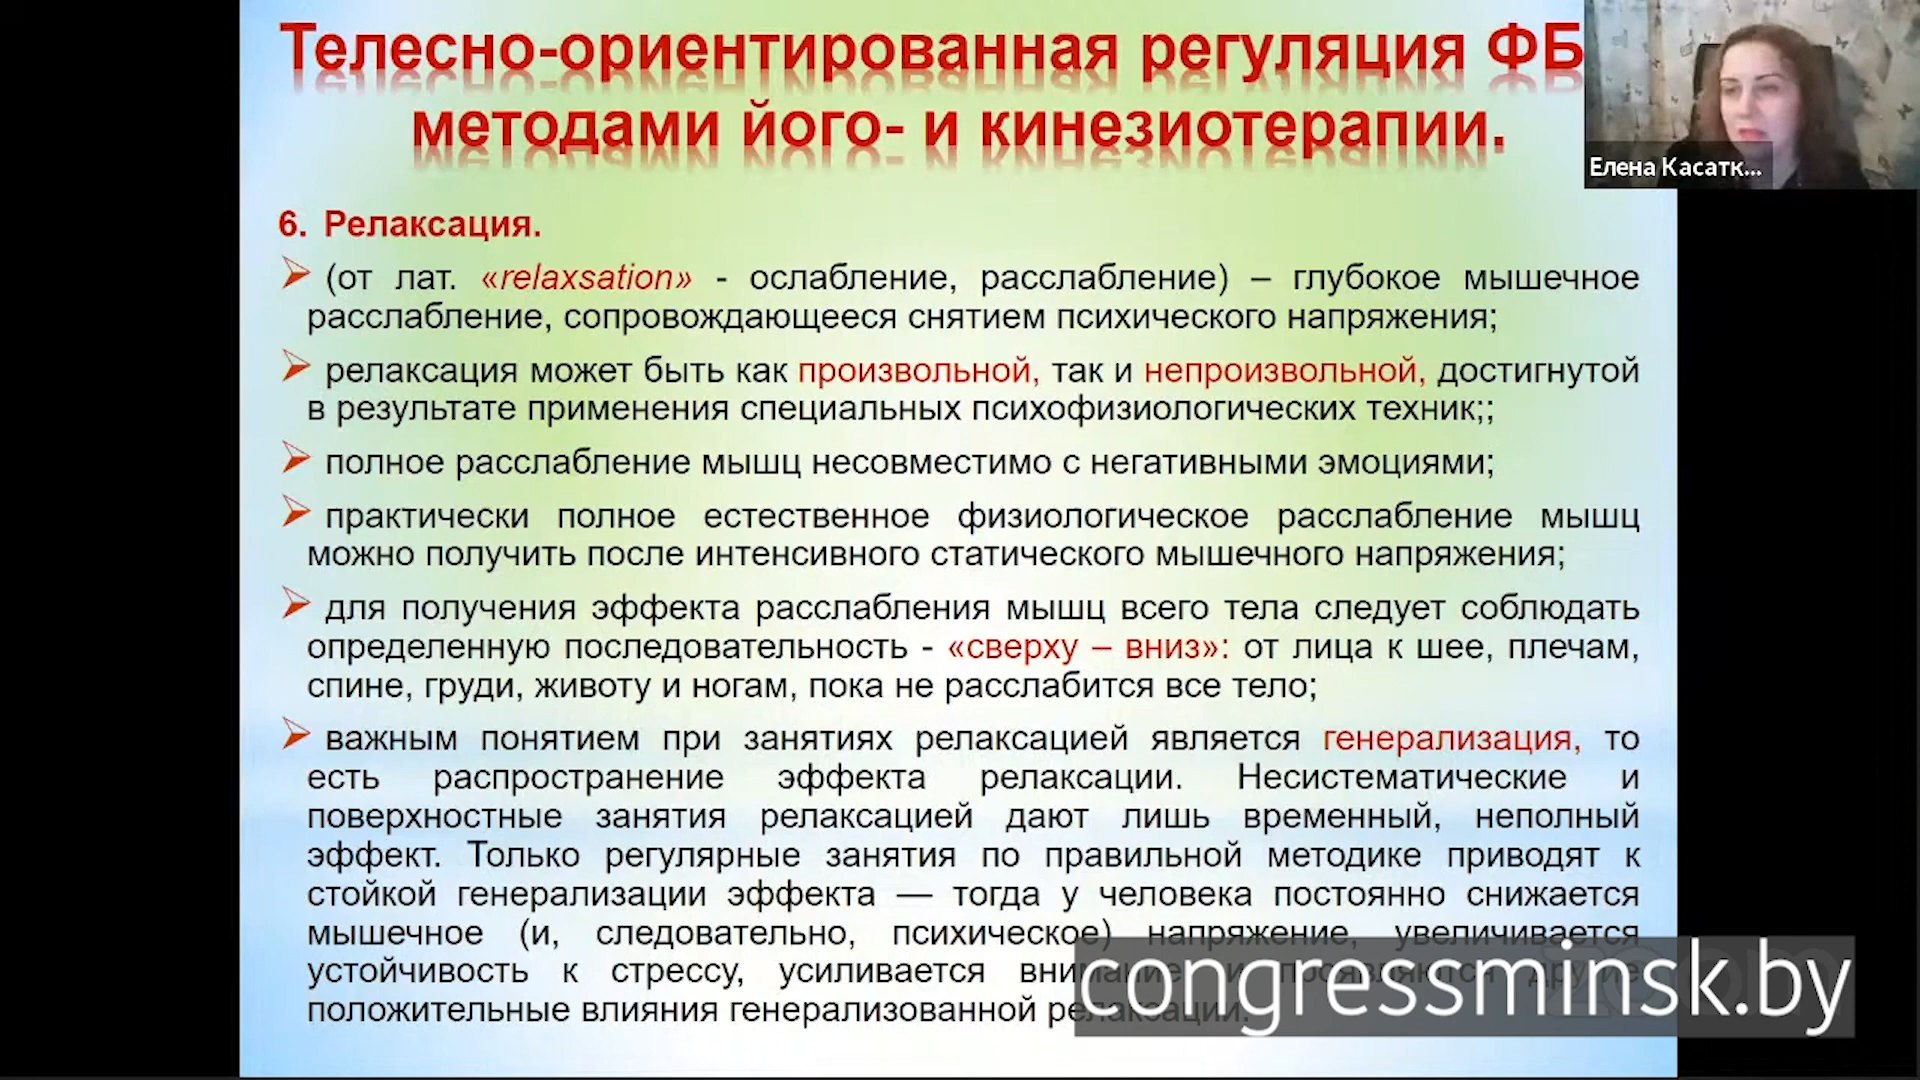 Телесно-ориентированная регуляция ФБ
методами його- и кинезиотерапии.
Елена Касатк...
6. Релаксация.
(от лат. «relaxsation» - ослабление, расслабление) – глубокое мышечное
расслабление, сопровождающееся снятием психического напряжения;
релаксация может быть как произвольной, так и непроизвольной, достигнутой
в результате применения специальных психофизиологических техник;;
полное расслабление мышц несовместимо с негативными эмоциями;
практически полное естественное физиологическое расслабление мышц
можно получить после интенсивного статического мышечного напряжения;
для получения эффекта расслабления мышц всего тела следует соблюдать
определенную последовательность - «сверху – вниз»: от лица к шее, плечам,
спине, груди, животу и ногам, пока не расслабится все тело;
важным понятием при занятиях релаксацией является генерализация, то
есть распространение эффекта релаксации. Несистематические и
поверхностные занятия релаксацией дают лишь временный, неполный
эффект. Только регулярные занятия по правильной методике приводят к
стойкой генерализации эффекта — тогда у человека постоянно снижается
мышечное (и, следовательно, психическое) напряжение, увеличивается
устойчивость к стрессу, усиливается внимание и проявляются другие
положительные влияния генерализованной релаксации.
congressminsk.by